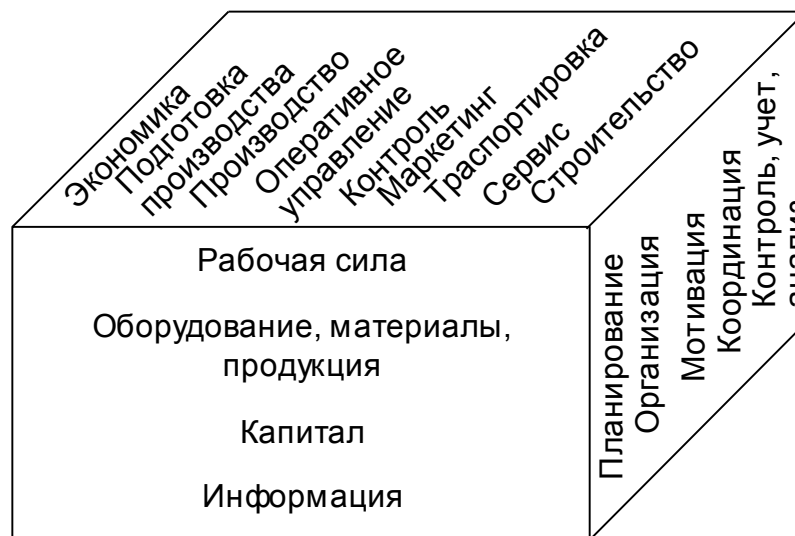 Экономика
Подготовка
производства
Производство
Оперативное
управление
Контроль
Маркетинг
Траспортировка
Сервис
Строительство
Рабочая сила
Оборудование, материалы,
продукция
Капитал
Информация
Планирование
Организация
Мотивация
Координация
Контроль, учет,